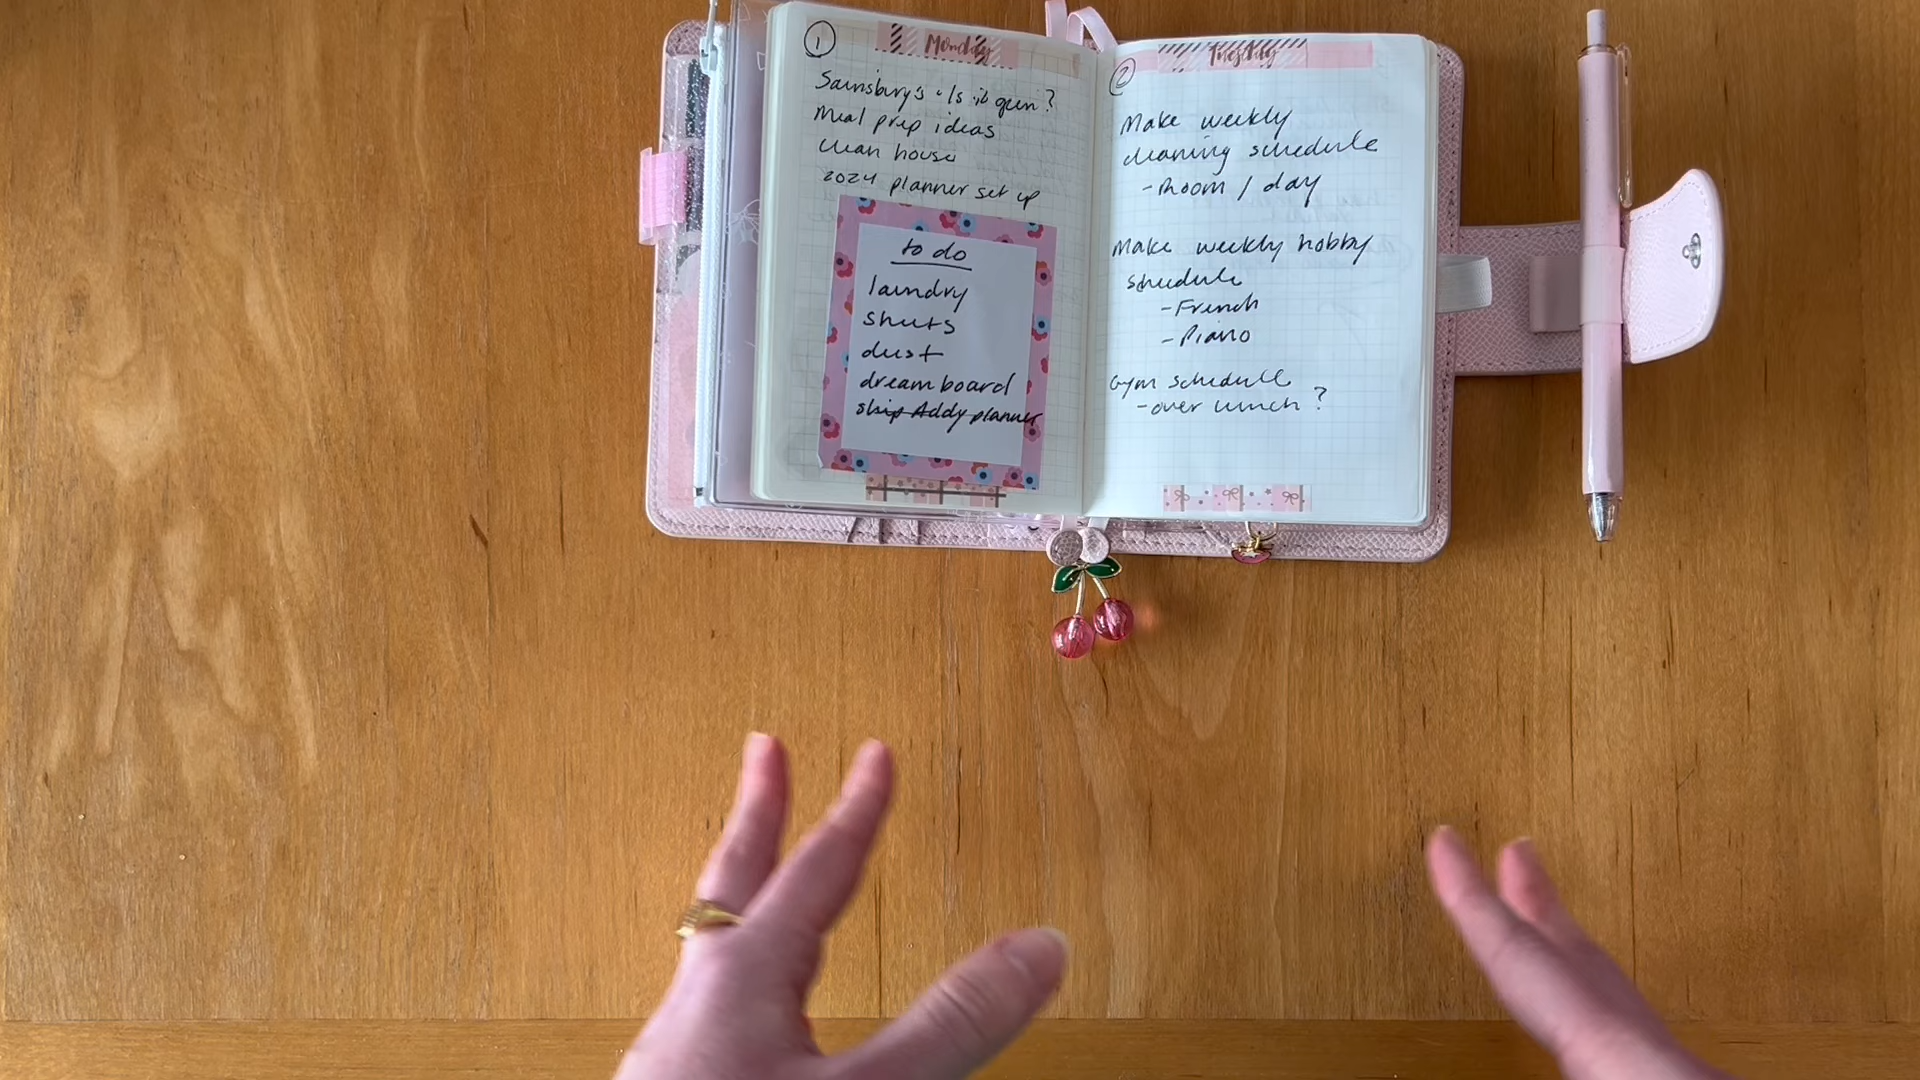 1
Monday
Sainsbury's - Is it open?
Meal prep ideas
clean house
2024 planner set up
to do
laundry
sheets
dust
dream board
ship Addy planner
2
Tuesday
Make weekly
cleaning schedule
- Room / day
Make weekly hobby
schedule
- French
- Piano
Gym schedule
- over lunch?